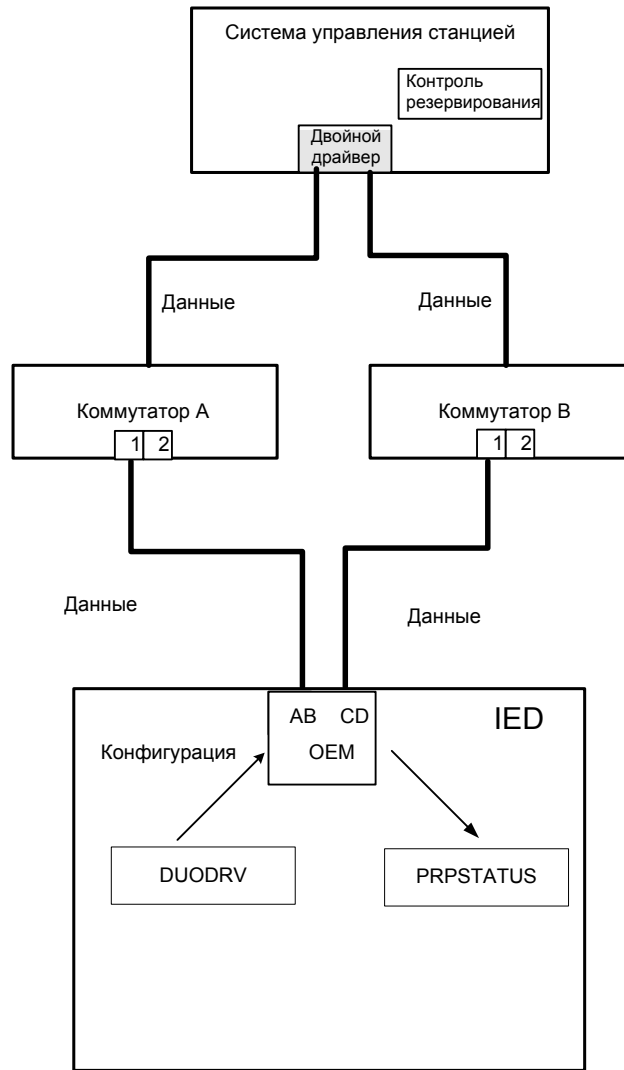 Система управления станцией
Контроль
резервирования
Двойной
драйвер
Данные
Данные
Коммутатор А
1 2
Коммутатор В
1 2
Данные
Данные
AB CD
IED
Конфигурация
OEM
DUODRV
PRPSTATUS